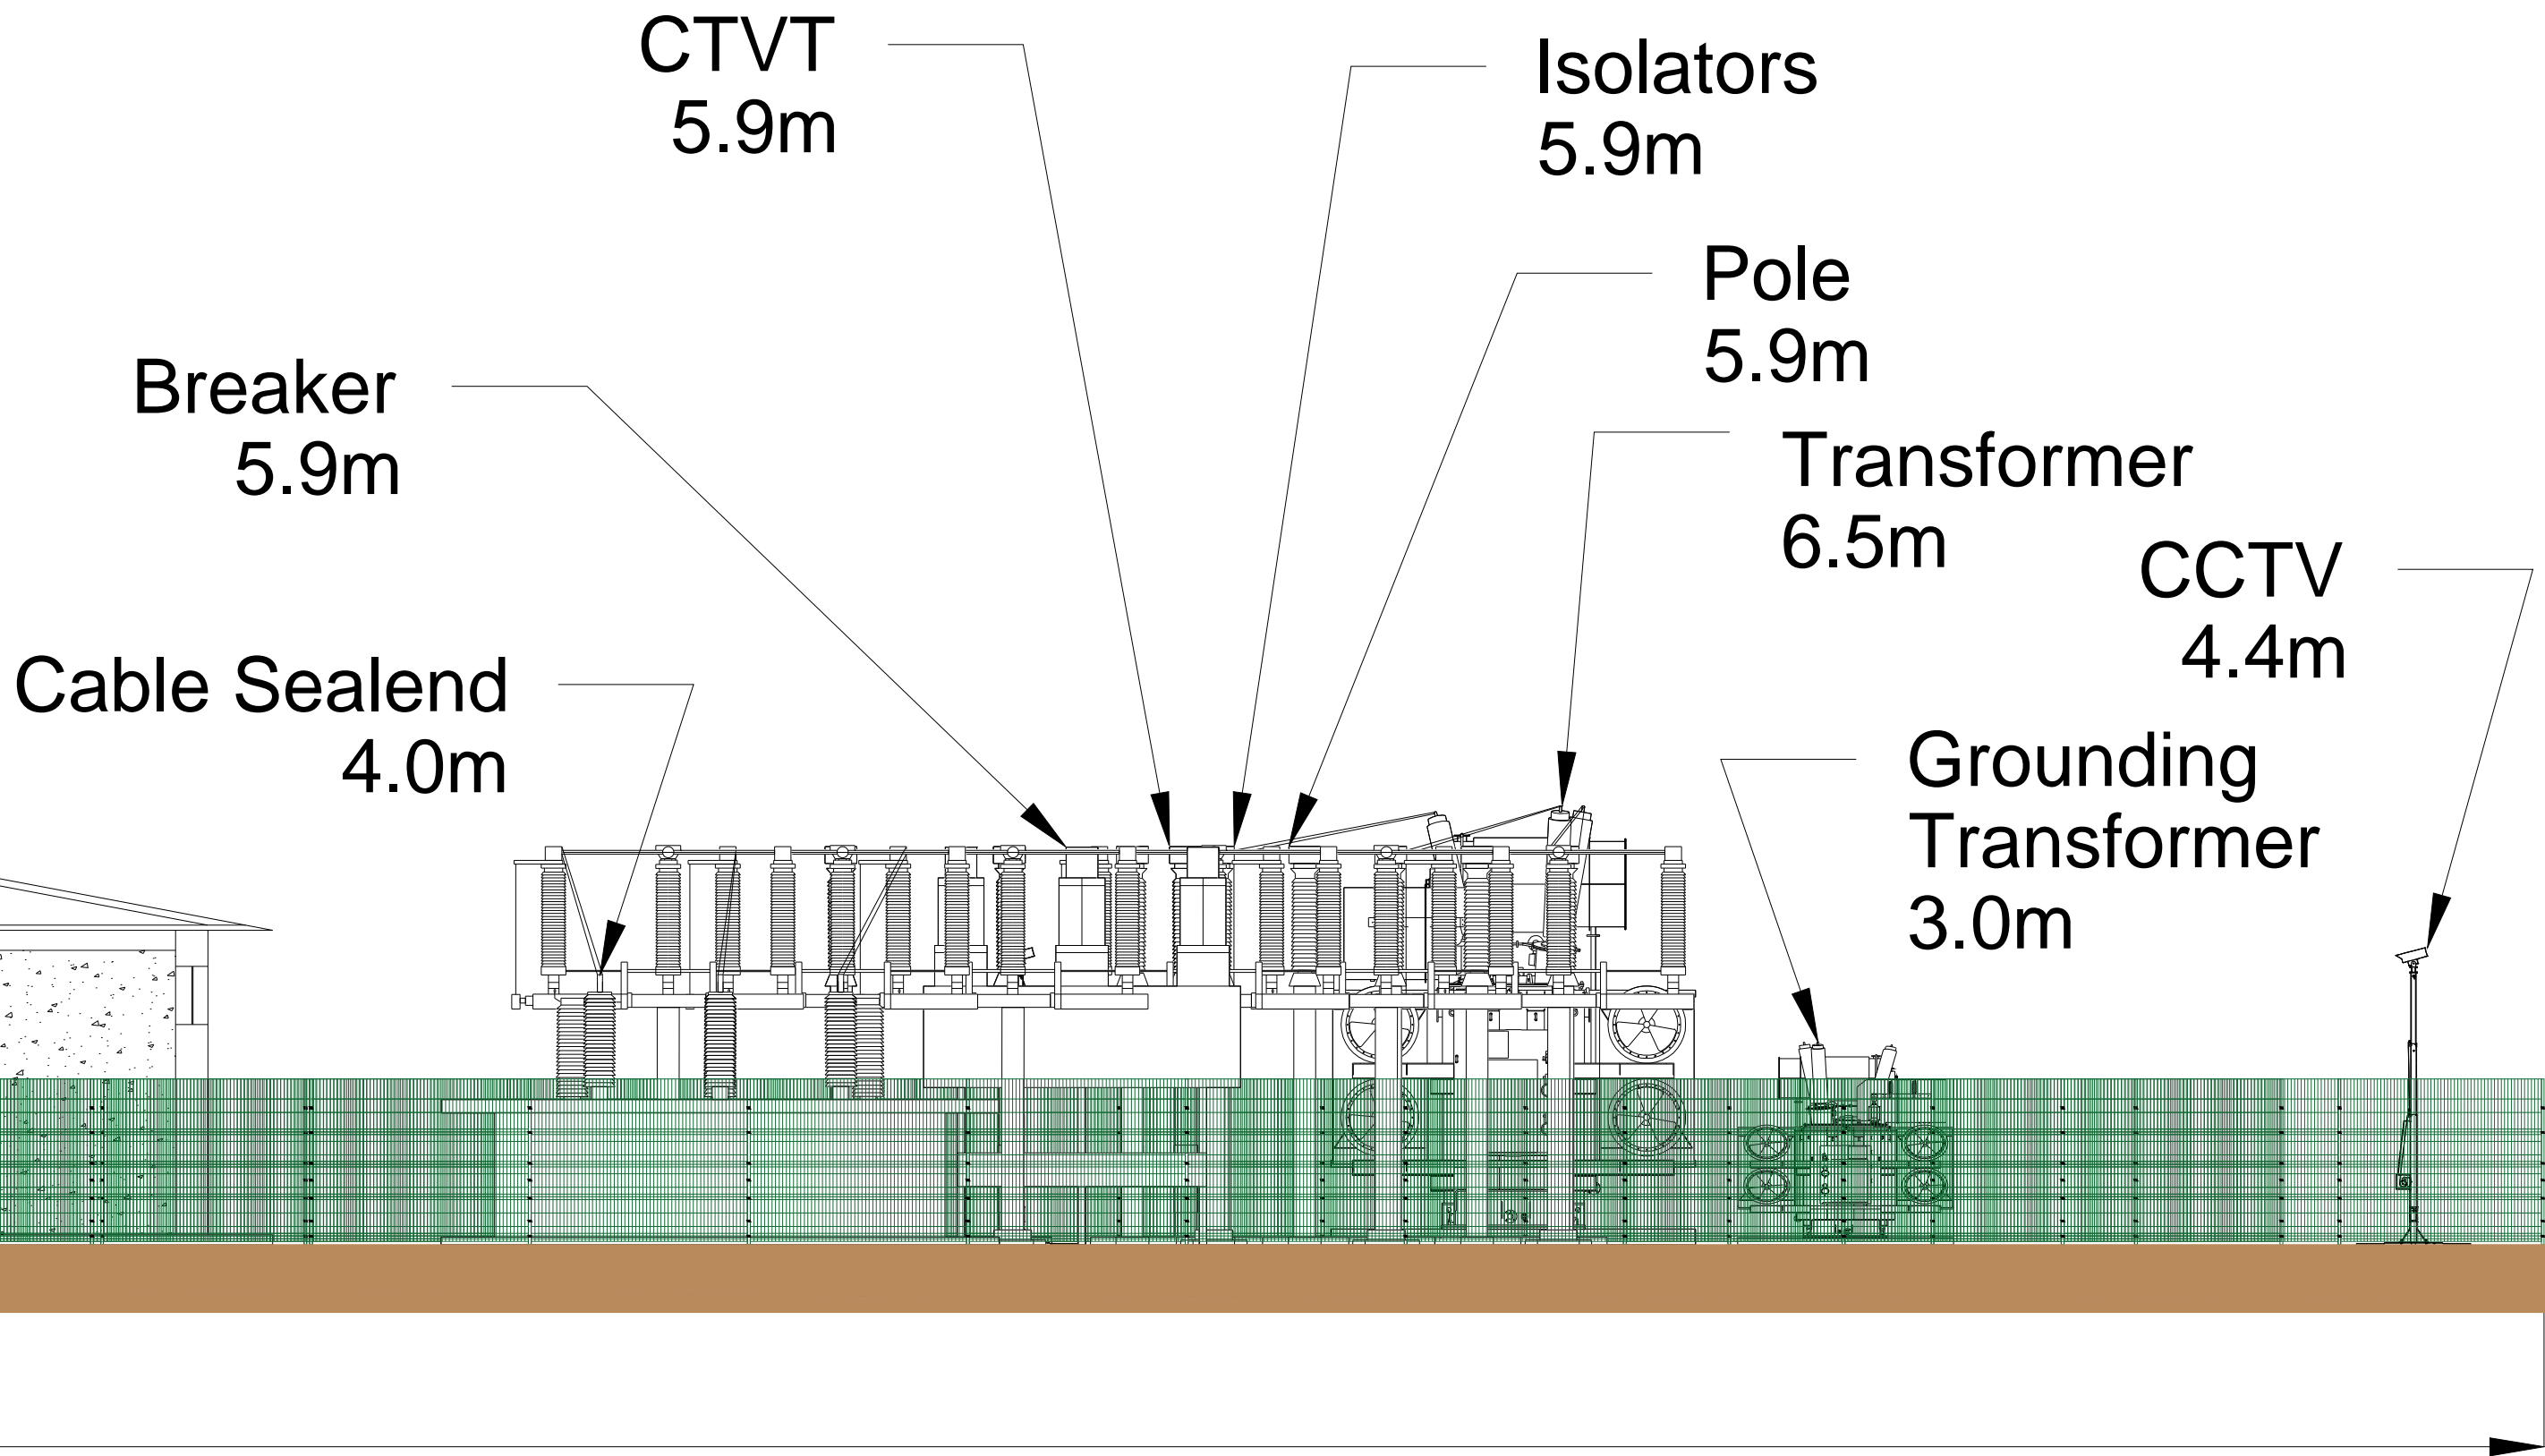 CTVT
5.9m
Isolators
5.9m
Pole
5.9m
Breaker
5.9m
Transformer
6.5m
CCTV
4.4m
Cable Sealend
4.0m
Grounding
Transformer
3.0m